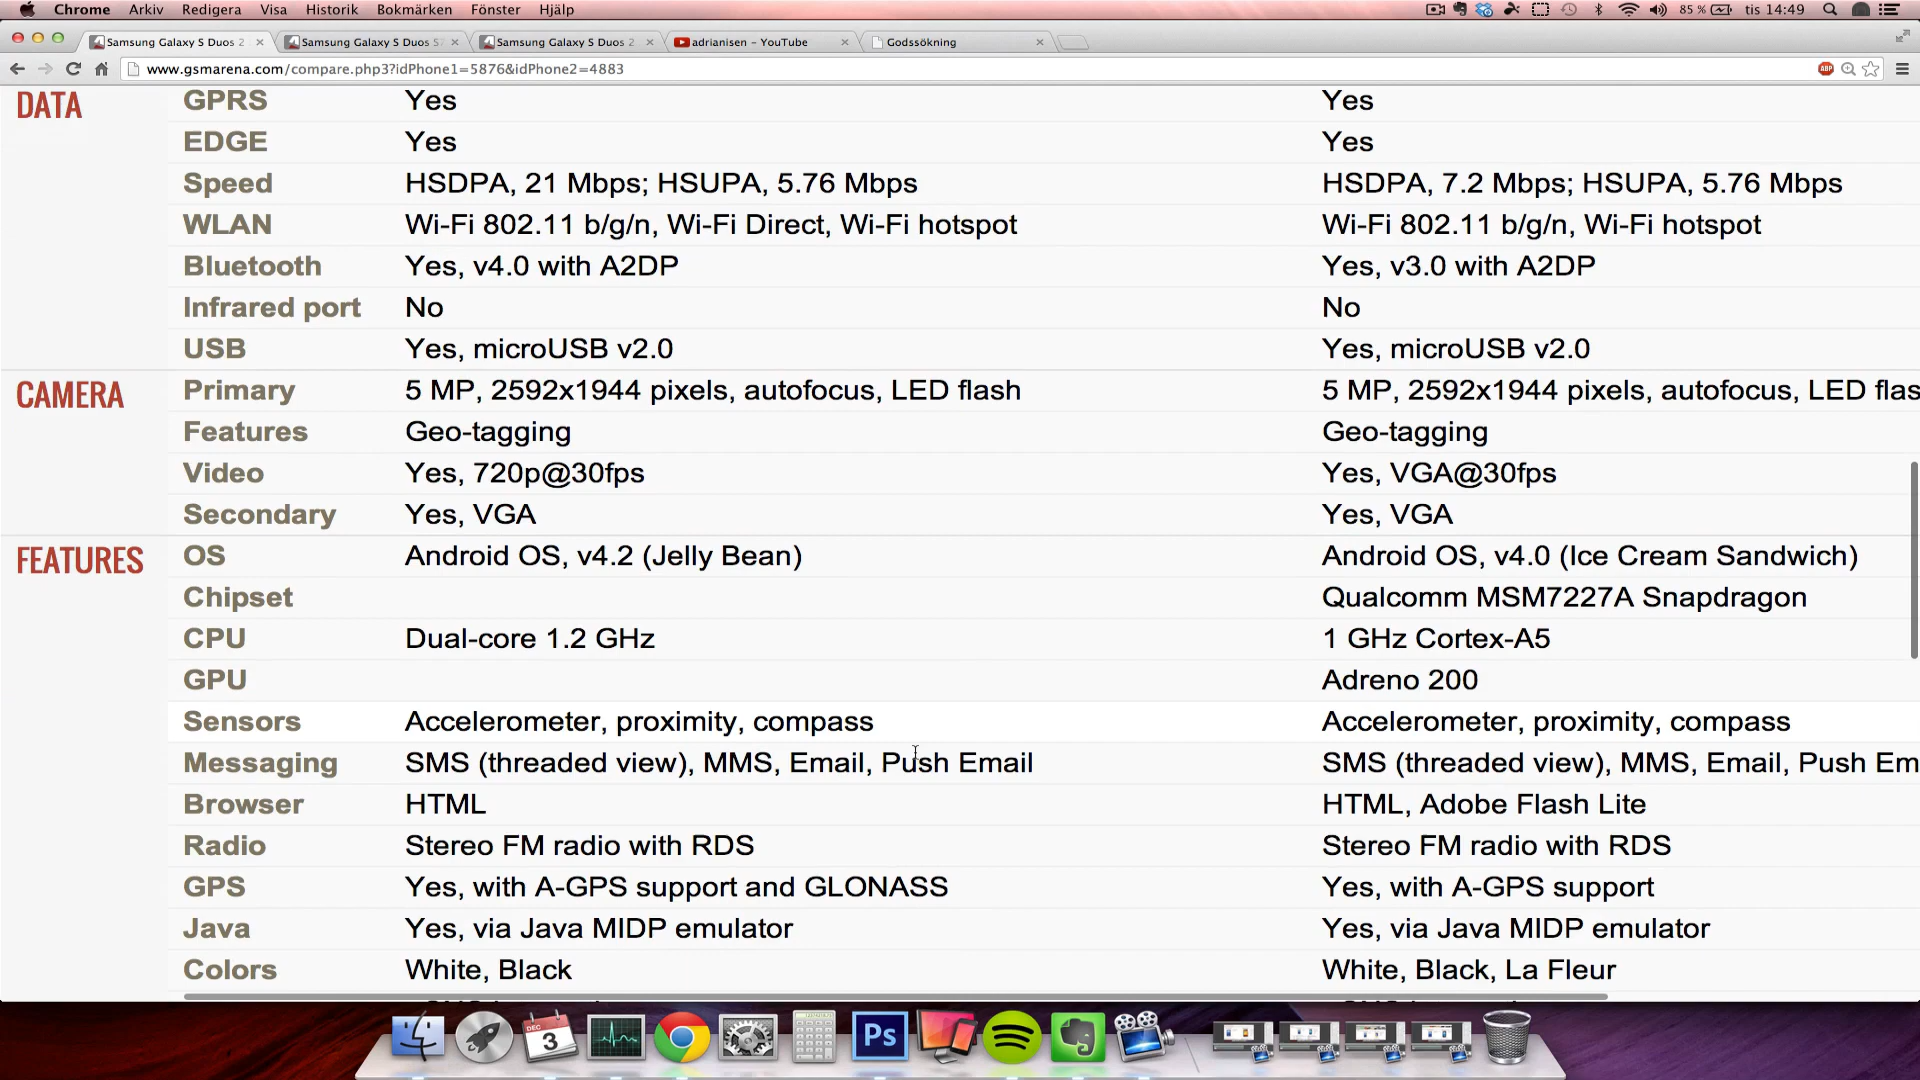 Chrome Arkiv Redigera Visa Historik Bokmärken Fönster Hjälp 85 % tis 14:49
Samsung Galaxy S Duos 2 Samsung Galaxy S Duos S7 Samsung Galaxy S Duos 2 adrianisen – YouTube Godssökning
www.gsmarena.com/compare.php3?idPhone1=5876&idPhone2=4883 ABP
DATA GPRS Yes Yes
EDGE Yes Yes
Speed HSDPA, 21 Mbps; HSUPA, 5.76 Mbps HSDPA, 7.2 Mbps; HSUPA, 5.76 Mbps
WLAN Wi-Fi 802.11 b/g/n, Wi-Fi Direct, Wi-Fi hotspot Wi-Fi 802.11 b/g/n, Wi-Fi hotspot
Bluetooth Yes, v4.0 with A2DP Yes, v3.0 with A2DP
Infrared port No No
USB Yes, microUSB v2.0 Yes, microUSB v2.0
CAMERA Primary 5 MP, 2592x1944 pixels, autofocus, LED flash 5 MP, 2592x1944 pixels, autofocus, LED flas
Features Geo-tagging Geo-tagging
Video Yes, 720p@30fps Yes, VGA@30fps
Secondary Yes, VGA Yes, VGA
FEATURES OS Android OS, v4.2 (Jelly Bean) Android OS, v4.0 (Ice Cream Sandwich)
Chipset Qualcomm MSM7227A Snapdragon
CPU Dual-core 1.2 GHz 1 GHz Cortex-A5
GPU Adreno 200
Sensors Accelerometer, proximity, compass Accelerometer, proximity, compass
Messaging SMS (threaded view), MMS, Email, Push Email SMS (threaded view), MMS, Email, Push Em
Browser HTML HTML, Adobe Flash Lite
Radio Stereo FM radio with RDS Stereo FM radio with RDS
GPS Yes, with A-GPS support and GLONASS Yes, with A-GPS support
Java Yes, via Java MIDP emulator Yes, via Java MIDP emulator
Colors White, Black White, Black, La Fleur
DEC
3 Ps